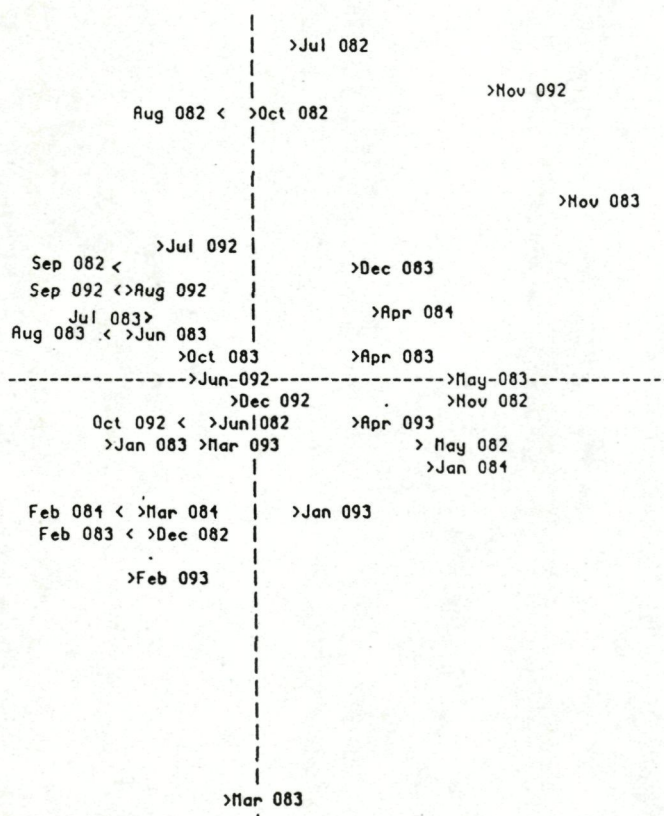 >Jul 082
>Nov 092
Aug 082 < >Oct 082
>Nov 083
>Jul 092
Sep 082 < >Dec 083
Sep 092 <>Aug 092
Jul 083> >Apr 084
Aug 083 < >Jun 083
>Oct 083 >Apr 083
>Jun-092 >May-083
>Dec 092 >Nov 082
Oct 092 < >Jun 082 >Apr 093
>Jan 083 >Mar 093 > May 082
>Jan 084
Feb 084 < >Mar 084 >Jan 093
Feb 083 < >Dec 082
>Feb 093
>Mar 083